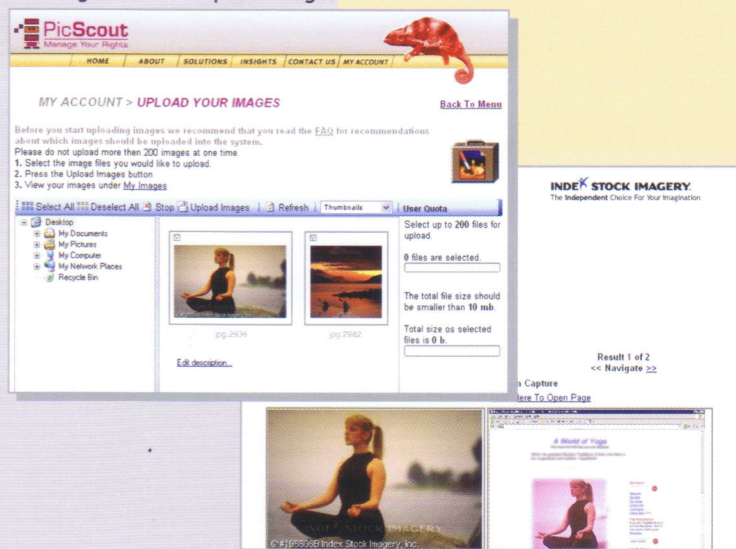 PicScout
Manage Your Rights
HOME ABOUT SOLUTIONS INSIGHTS CONTACT US MY ACCOUNT
MY ACCOUNT > UPLOAD YOUR IMAGES
Back To Menu
Before you start uploading images we recommend that you read the FAQ for recommendations
about which images should be uploaded into the system.
Please do not upload more then 200 images at one time
1. Select the image files you would like to upload.
2. Press the Upload Images button
3. View your images under My Images
Select All Deselect All Stop Upload Images Refresh Thumbnails User Quota
Desktop
My Documents
My Pictures
My Computer
My Network Places
Recycle Bin
jpg.2936
jpg.2982
Edit description...
Select up to 200 files for
upload.
0 files are selected.
The total file size should
be smaller than 10 mb.
Total size os selected
files is 0 b.
INDEX STOCK IMAGERY.
The Independent Choice For Your Imagination
Result 1 of 2
<< Navigate >>
Capture
Here To Open Page
INDEX STOCK IMAGERY
Index Stock Imagery, inc.
A World of Yoga